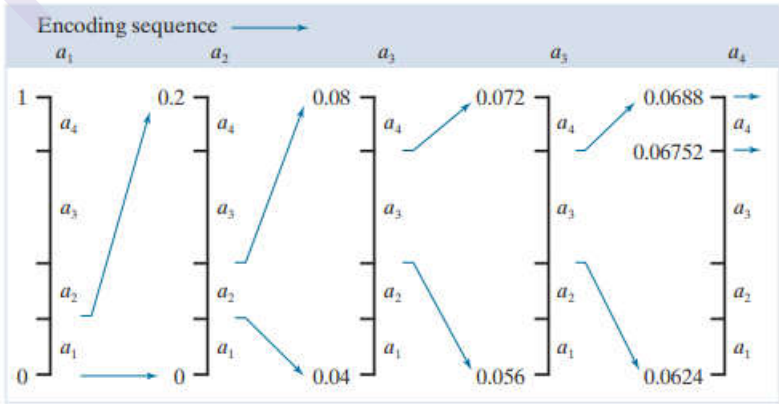 Encoding sequence
a₁ a₂ a₃ a₃ a₄
1 0.2 0.08 0.072 0.0688
a₄ a₄ a₄ a₄ a₄
0.06752
a₃ a₃ a₃ a₃ a₃
a₂ a₂ a₂ a₂ a₂
a₁ a₁ a₁ a₁ a₁
0 0 0.04 0.056 0.0624